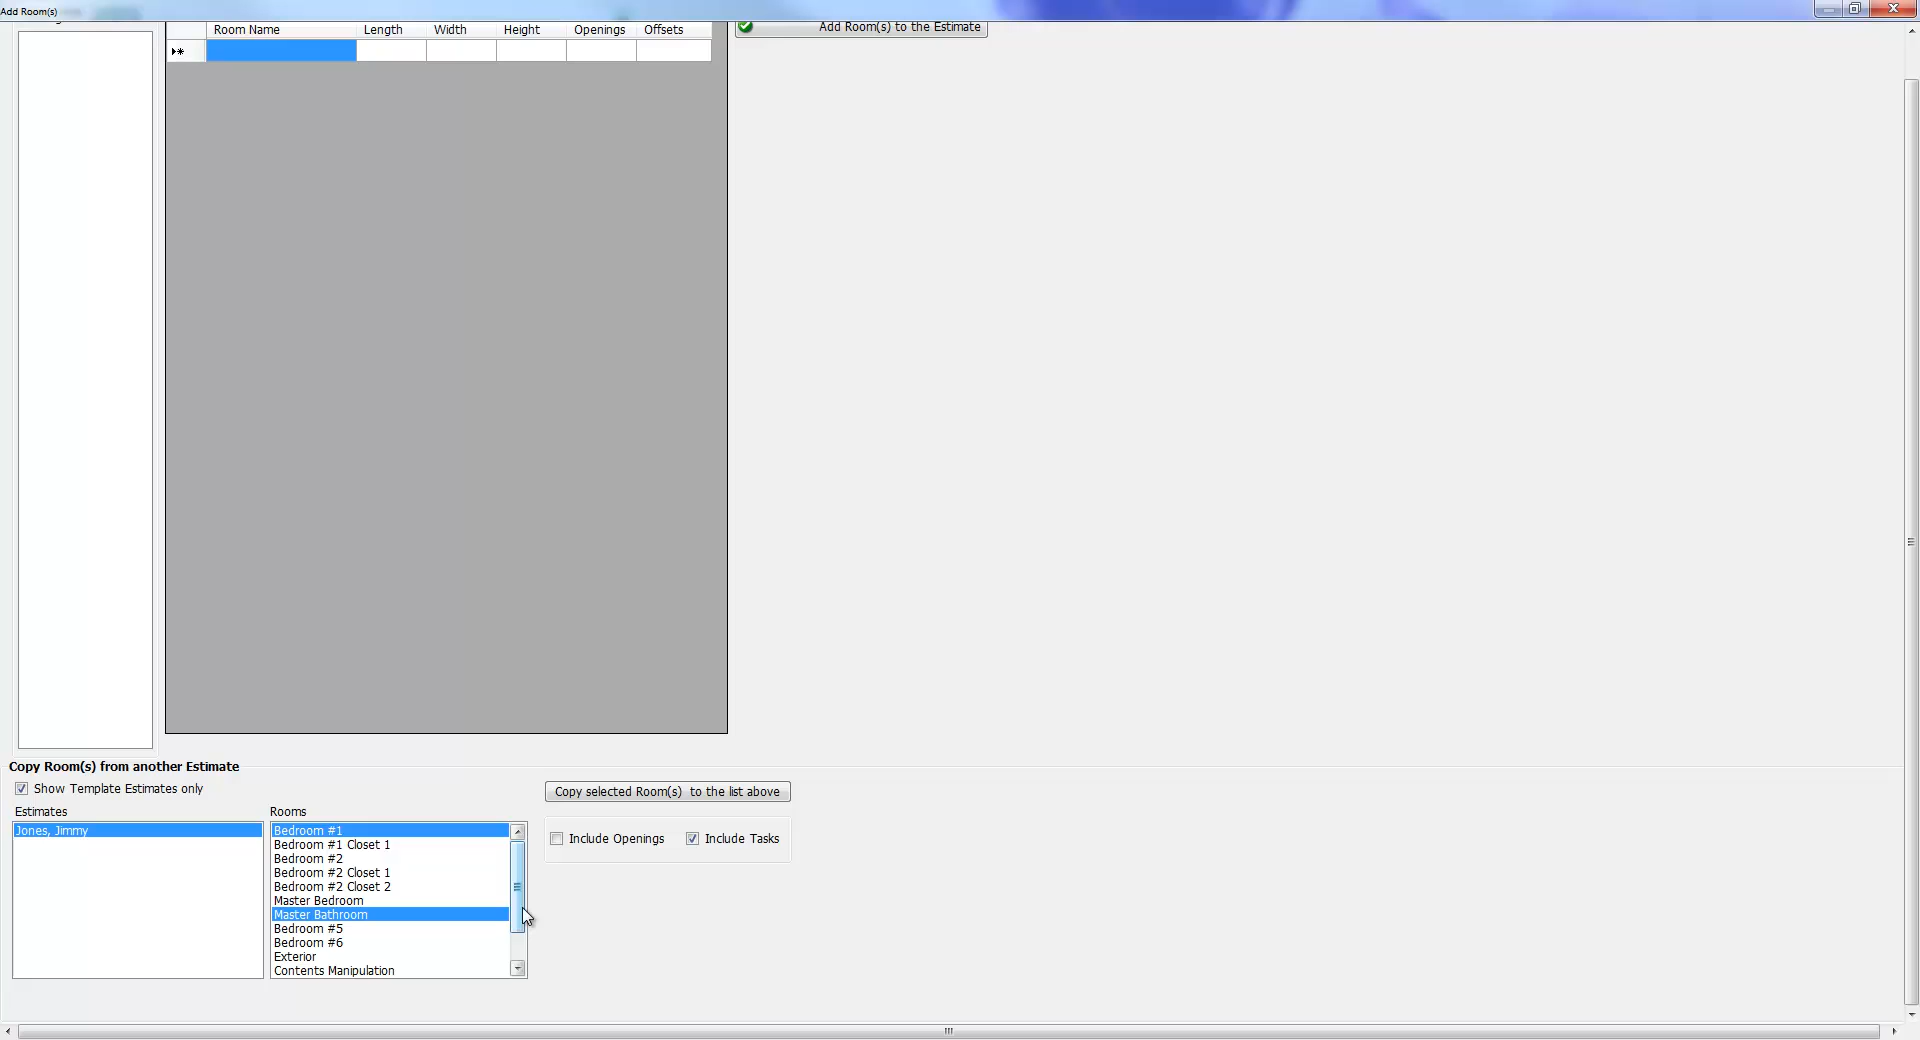 Add Room(s)
Room Name Length Width Height Openings Offsets
Add Room(s) to the Estimate
Copy Room(s) from another Estimate
Show Template Estimates only
Copy selected Room(s) to the list above
Estimates
Rooms
Jones, Jimmy
Bedroom #1
Bedroom #1 Closet 1
Bedroom #2
Bedroom #2 Closet 1
Bedroom #2 Closet 2
Master Bedroom
Master Bathroom
Bedroom #5
Bedroom #6
Exterior
Contents Manipulation
Include Openings
Include Tasks